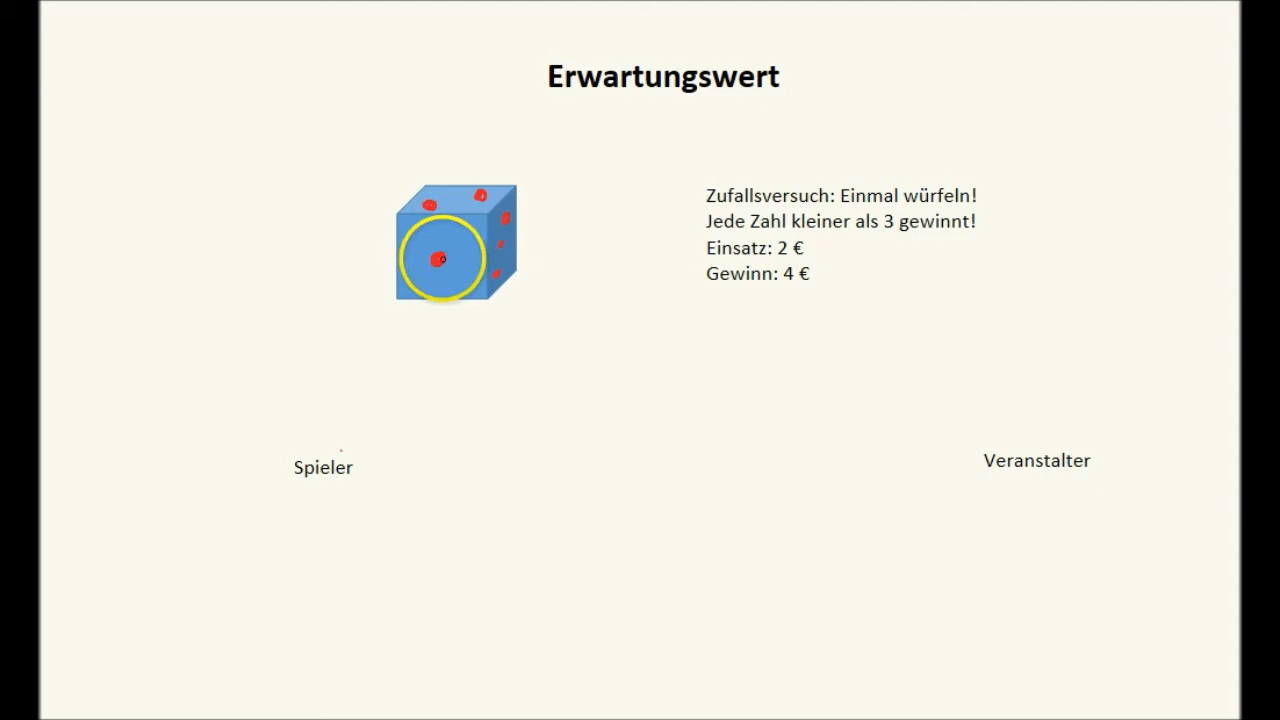 Erwartungswert
Zufallsversuch: Einmal würfeln!
Jede Zahl kleiner als 3 gewinnt!
Einsatz: 2 €
Gewinn: 4 €
Spieler
Veranstalter